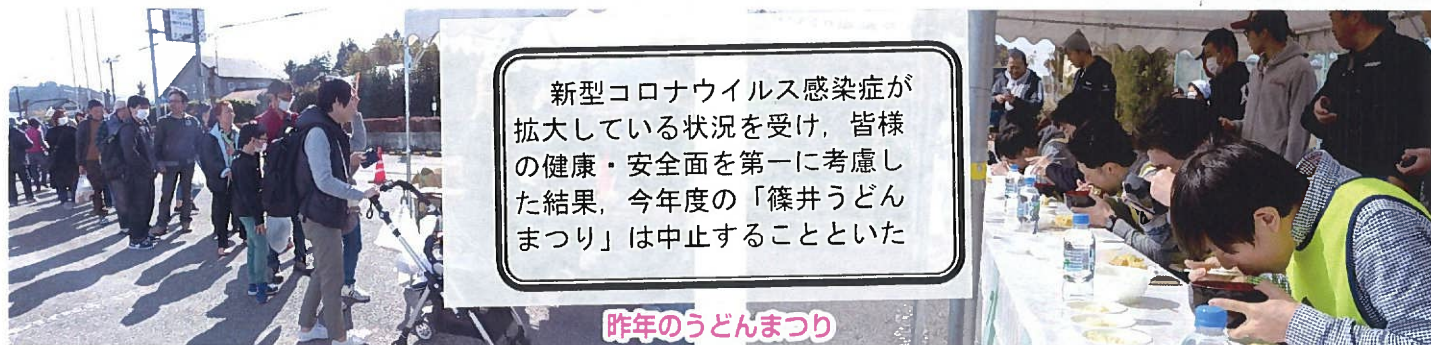 新型コロナウイルス感染症が
拡大している状況を受け，皆様
の健康・安全面を第一に考慮し
た結果，今年度の「篠井うどん
まつり」は中止することといた
昨年のうどんまつり